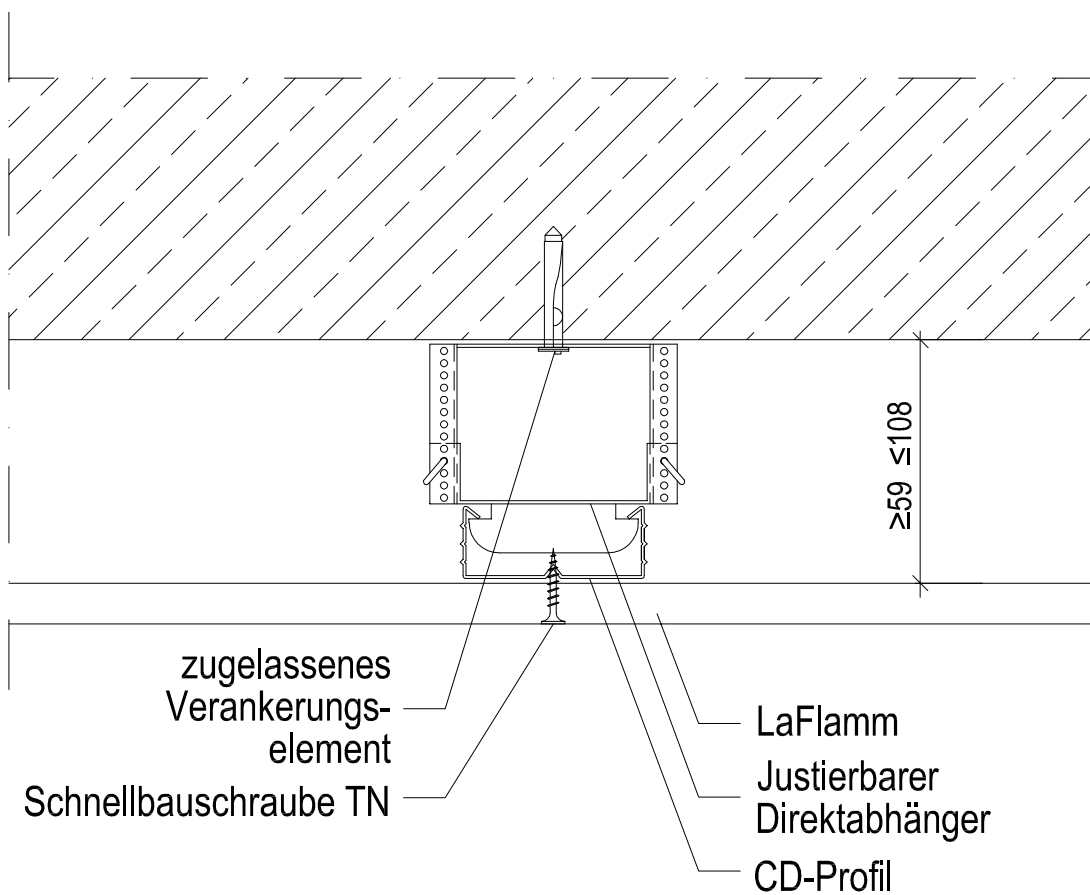 ≥59 ≤108
zugelassenes
Verankerungs-
element
Schnellbauschraube TN
LaFlamm
Justierbarer
Direktabhänger
CD-Profil